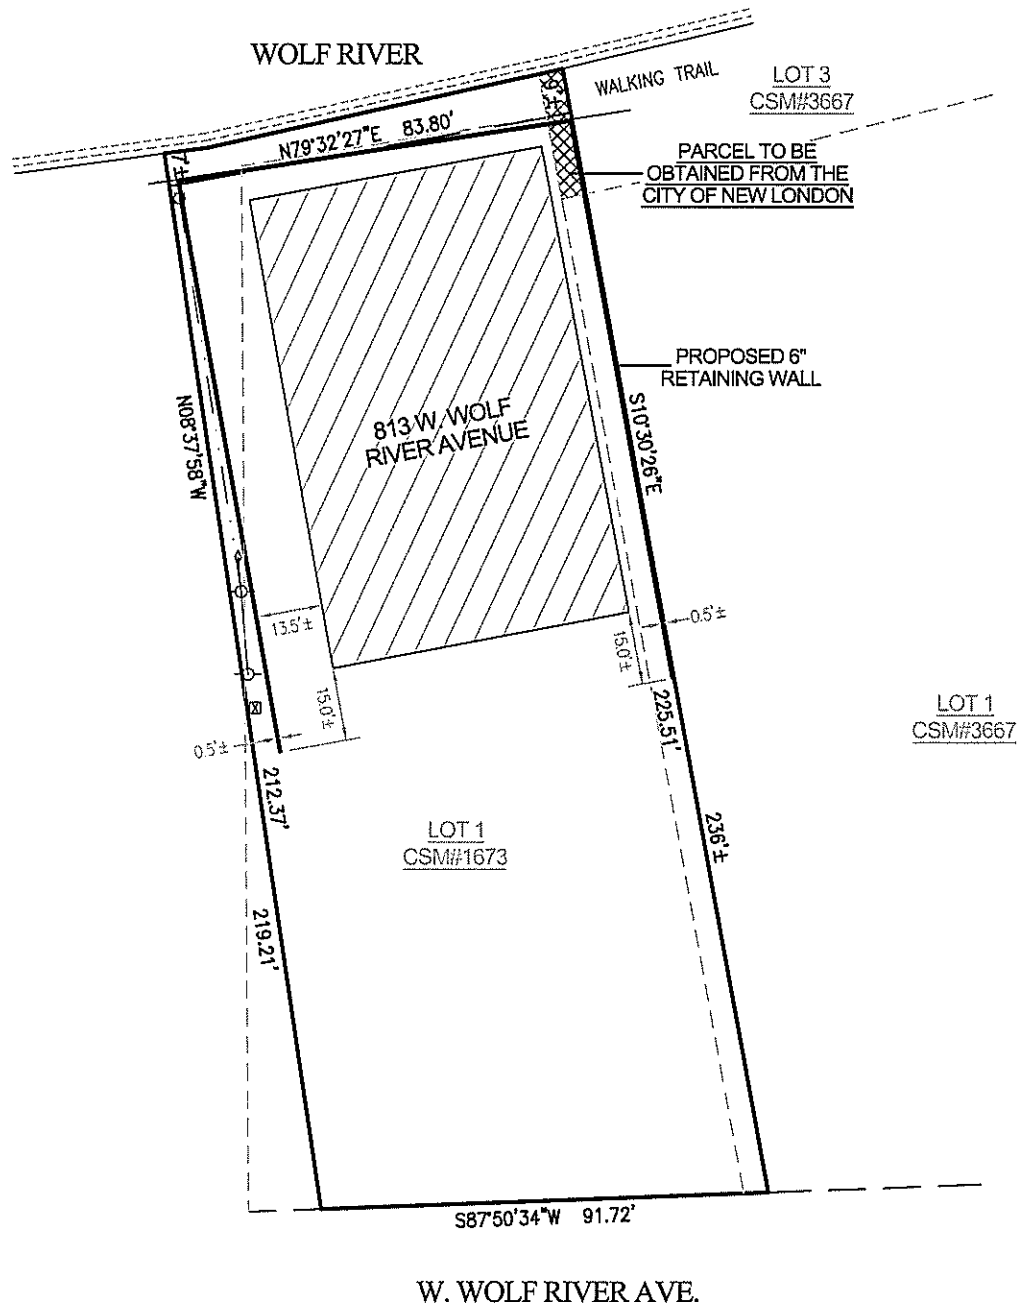 WOLF RIVER
WALKING TRAIL
LOT 3
CSM#3667
N79°32'27"E 83.80'
7'±
9'±
PARCEL TO BE
OBTAINED FROM THE
CITY OF NEW LONDON
PROPOSED 6"
RETAINING WALL
N08°37'58"W
813 W. WOLF
RIVER AVENUE
S10°30'26"E
13.5'±
0.5'±
15.0'±
15.0'±
0.5'±
212.37'
225.51'
LOT 1
CSM#3667
LOT 1
CSM#1673
236'±
219.21'
S87°50'34"W 91.72'
W. WOLF RIVER AVE.